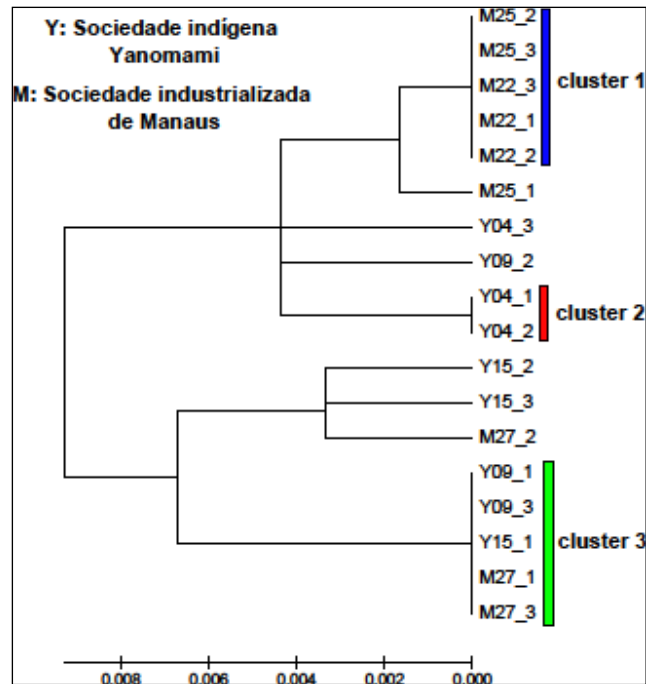 Y: Sociedade indígena
Yanomami
M: Sociedade industrializada
de Manaus
M25_2
M25_3
M22_3
M22_1
M22_2
cluster 1
M25_1
Y04_3
Y09_2
Y04_1
Y04_2
cluster 2
Y15_2
Y15_3
M27_2
Y09_1
Y09_3
Y15_1
M27_1
M27_3
cluster 3
0.008 0.006 0.004 0.002 0.000